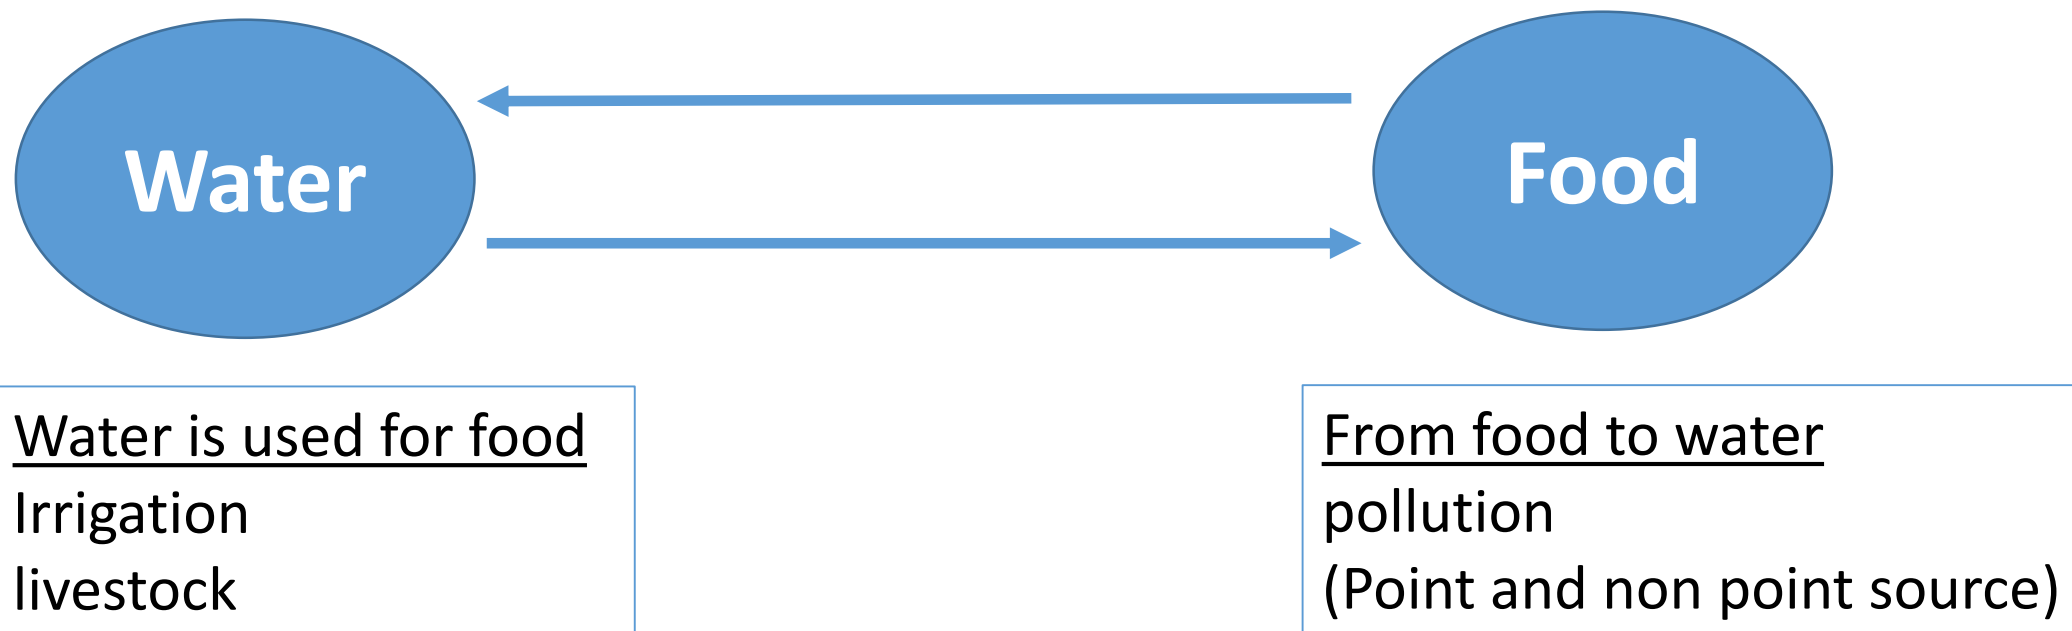 Water
Food
Water is used for food
Irrigation
livestock
From food to water
pollution
(Point and non point source)